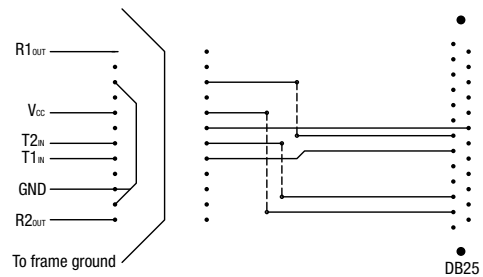 R1OUT
VCC
T2IN
T1IN
GND
R2OUT
To frame ground
DB25